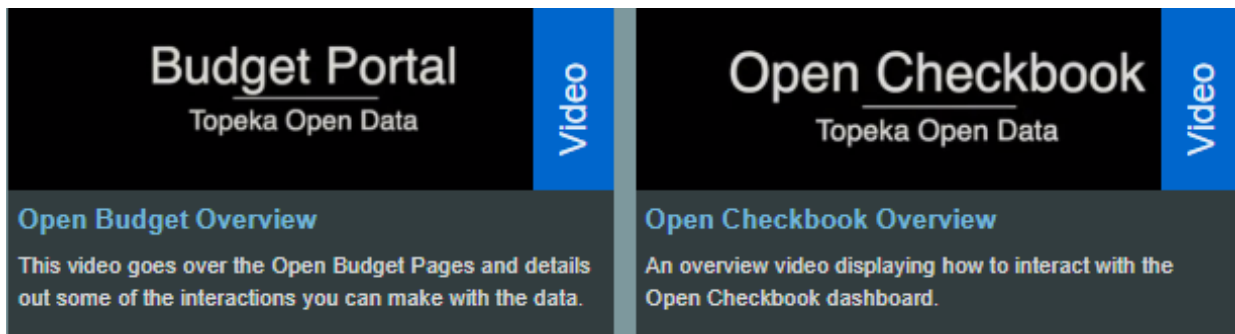 Budget Portal
Topeka Open Data
Video
Open Budget Overview
This video goes over the Open Budget Pages and details
out some of the interactions you can make with the data.
Open Checkbook
Topeka Open Data
Video
Open Checkbook Overview
An overview video displaying how to interact with the
Open Checkbook dashboard.